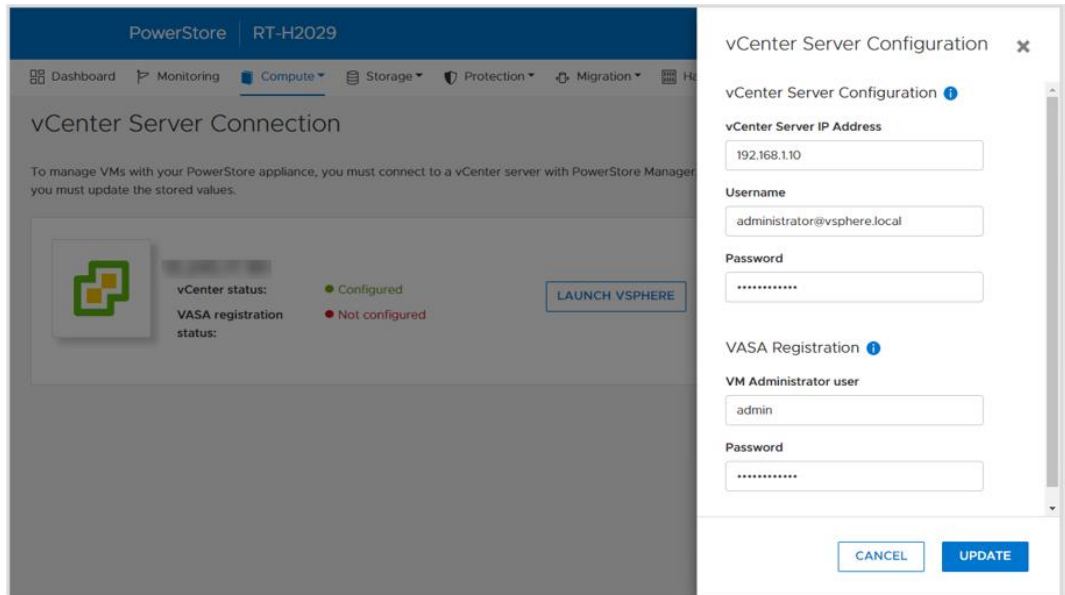 PowerStore RT-H2029
Dashboard Monitoring Compute Storage Protection Migration Ha
vCenter Server Connection
To manage VMs with your PowerStore appliance, you must connect to a vCenter server with PowerStore Manager
you must update the stored values.
vCenter status: Configured
VASA registration Not configured
status:
LAUNCH VSPHERE
vCenter Server Configuration
vCenter Server Configuration
vCenter Server IP Address
192.168.1.10
Username
administrator@vsphere.local
Password
••••••••••••
VASA Registration
VM Administrator user
admin
Password
••••••••••••
CANCEL UPDATE